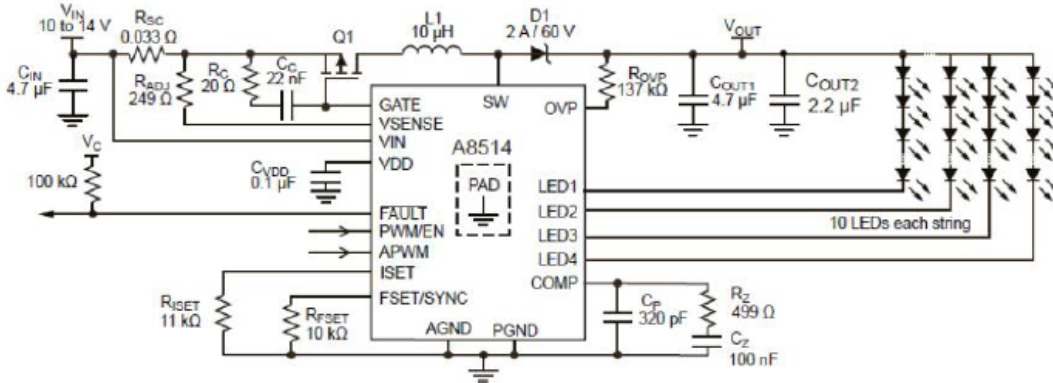 VIN
10 to 14 V
CIN
4.7 µF
RSC
0.033 Ω
RADJ
249 Ω
RC
20 Ω
CC
22 nF
Q1
L1
10 µH
D1
2 A / 60 V
VOUT
ROVP
137 kΩ
COUT1
4.7 µF
COUT2
2.2 µF
GATE
VSENSE
VIN
VDD
SW
OVP
A8514
PAD
CVDD
0.1 µF
VC
100 kΩ
FAULT
PWM/EN
APWM
ISET
FSET/SYNC
AGND
PGND
LED1
LED2
LED3
LED4
COMP
10 LEDs each string
RISET
11 kΩ
RFSET
10 kΩ
CP
320 pF
RZ
499 Ω
CZ
100 nF